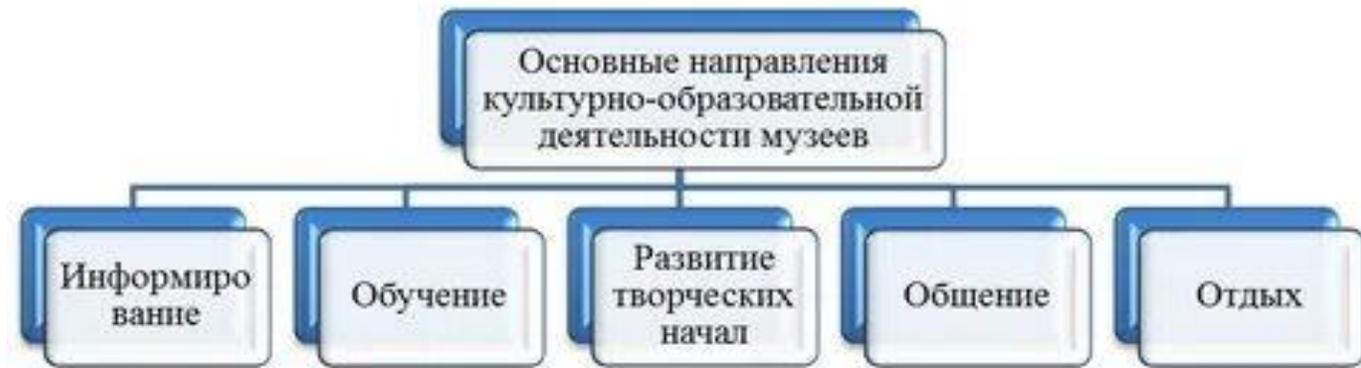 Основные направления
культурно-образовательной
деятельности музеев
Информиро
вание
Обучение
Развитие
творческих
начал
Общение
Отдых